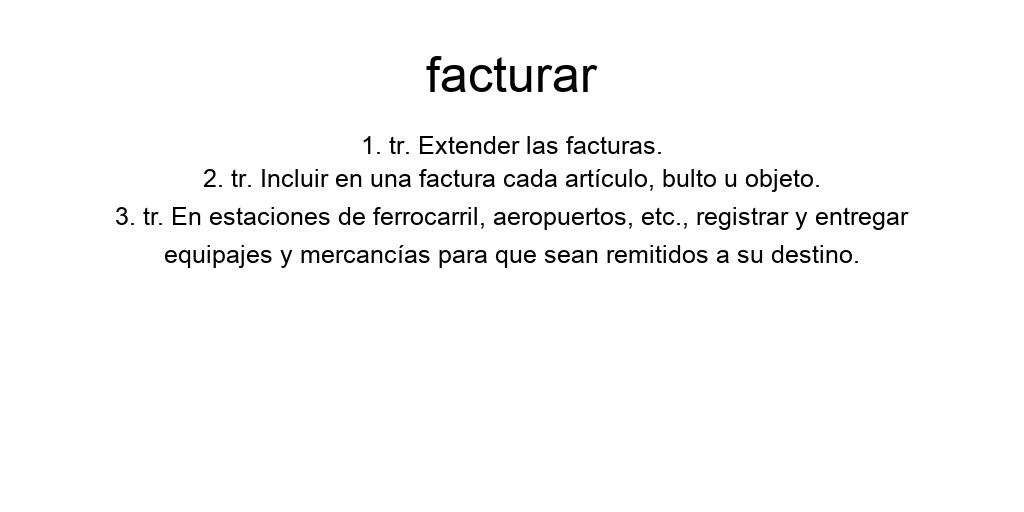 facturar
1. tr. Extender las facturas.
2. tr. Incluir en una factura cada artículo, bulto u objeto.
3. tr. En estaciones de ferrocarril, aeropuertos, etc., registrar y entregar
equipajes y mercancías para que sean remitidos a su destino.